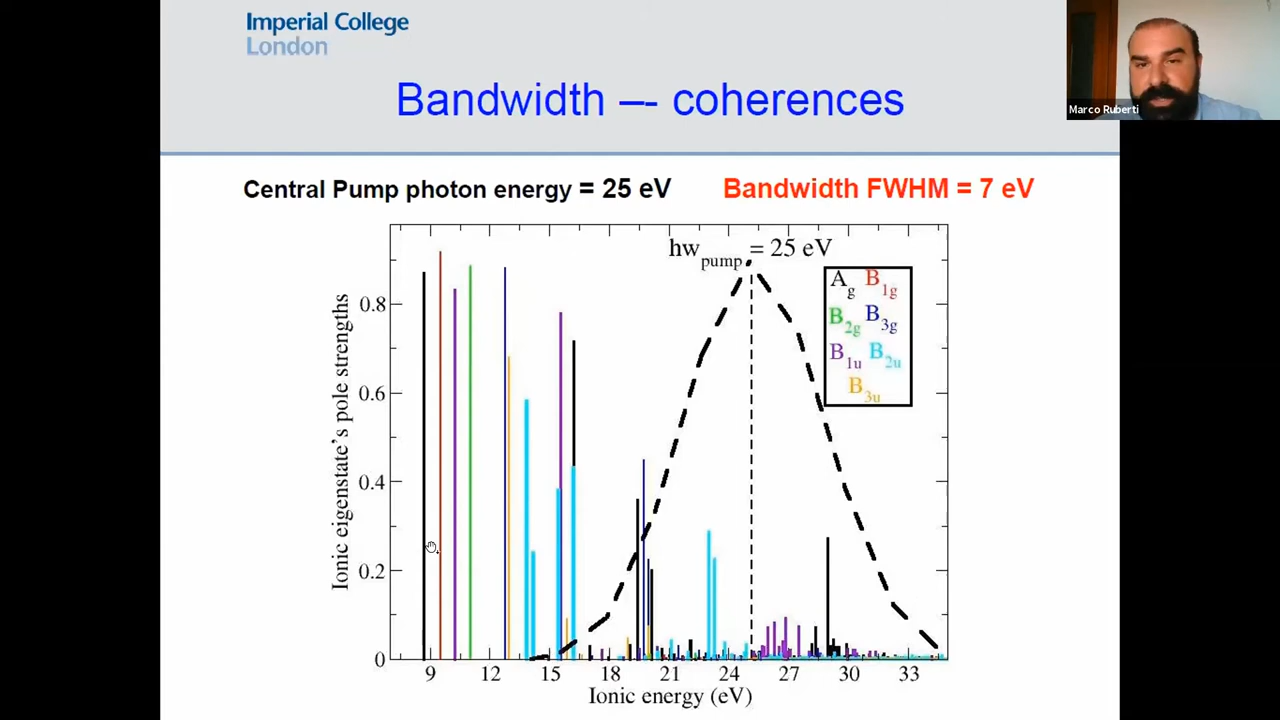 Imperial College
London
Marco Ruberti
Bandwidth –- coherences
Central Pump photon energy = 25 eV
Bandwidth FWHM = 7 eV
hw_pump = 25 eV
A_g B_1g
B_2g B_3g
B_1u B_2u
B_3u
Ionic eigenstate's pole strengths
0.8
0.6
0.4
0.2
0
9 12 15 18 21 24 27 30 33
Ionic energy (eV)